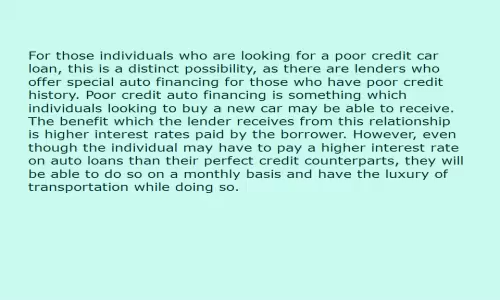 For those individuals who are looking for a poor credit car
loan, this is a distinct possibility, as there are lenders who
offer special auto financing for those who have poor credit
history. Poor credit auto financing is something which
individuals looking to buy a new car may be able to receive.
The benefit which the lender receives from this relationship
is higher interest rates paid by the borrower. However, even
though the individual may have to pay a higher interest rate
on auto loans than their perfect credit counterparts, they will
be able to do so on a monthly basis and have the luxury of
transportation while doing so.